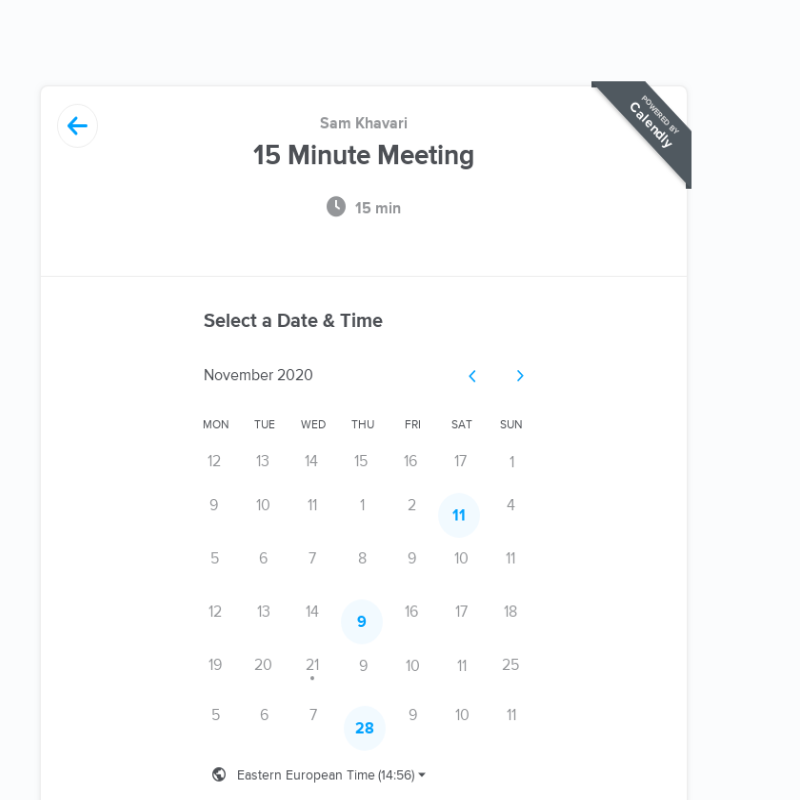 POWERED BY
Calendly
Sam Khavari
15 Minute Meeting
15 min
Select a Date & Time
November 2020
MON TUE WED THU FRI SAT SUN
12 13 14 15 16 17 1
9 10 11 1 2 11 4
5 6 7 8 9 10 11
12 13 14 9 16 17 18
19 20 21 9 10 11 25
5 6 7 28 9 10 11
Eastern European Time (14:56)